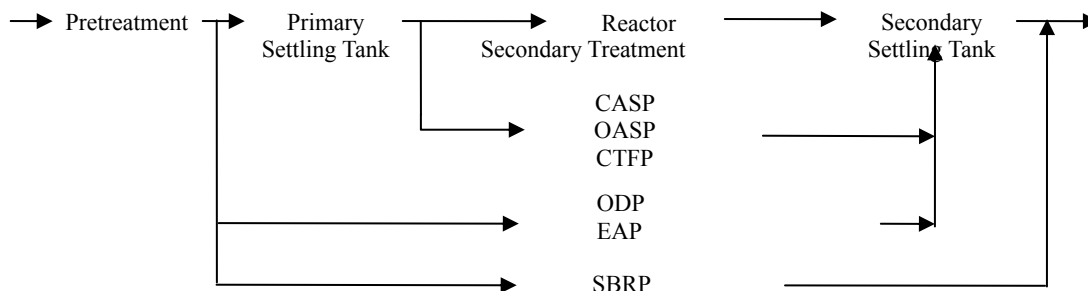 Pretreatment Primary Reactor Secondary
Settling Tank Secondary Treatment Settling Tank
CASP
OASP
CTFP
ODP
EAP
SBRP